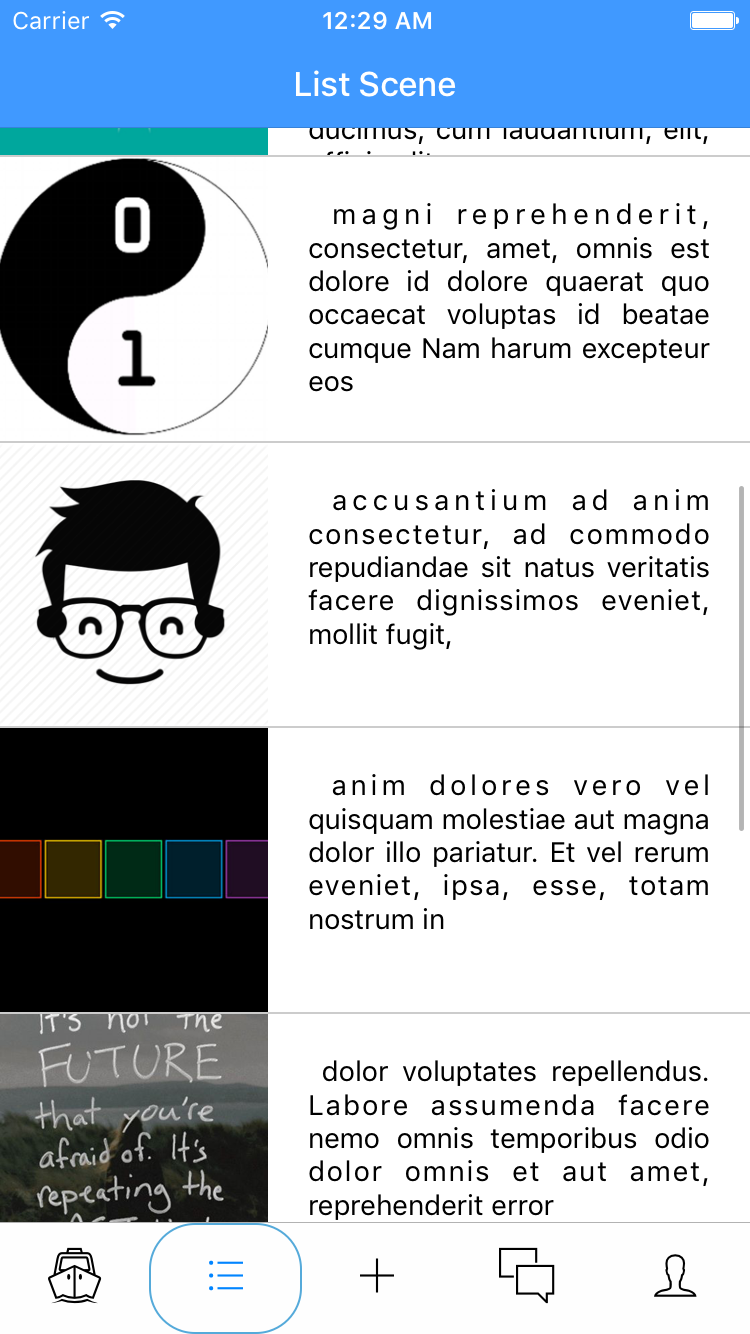 Carrier 12:29 AM
List Scene
ducimus, cum laudantium, elit,
0
1
magni reprehenderit,
consectetur, amet, omnis est
dolore id dolore quaerat quo
occaecat voluptas id beatae
cumque Nam harum excepteur
eos
accusantium ad anim
consectetur, ad commodo
repudiandae sit natus veritatis
facere dignissimos eveniet,
mollit fugit,
anim dolores vero vel
quisquam molestiae aut magna
dolor illo pariatur. Et vel rerum
eveniet, ipsa, esse, totam
nostrum in
It's not the
FUTURE
that you're
afraid of. It's
repeating the
dolor voluptates repellendus.
Labore assumenda facere
nemo omnis temporibus odio
dolor omnis et aut amet,
reprehenderit error